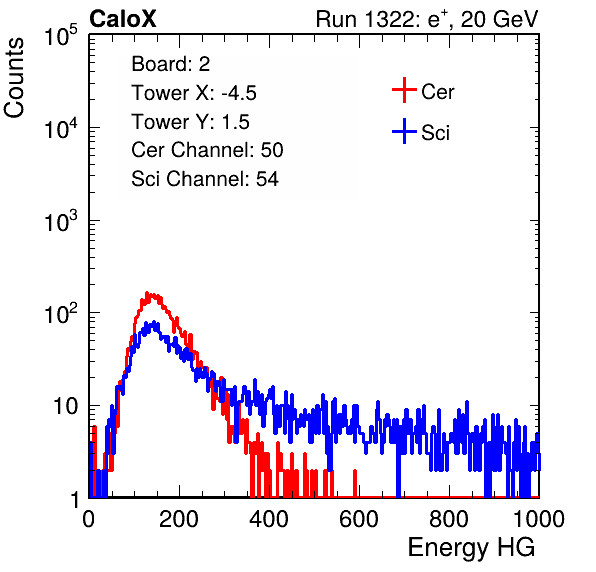 CaloX
Run 1322: e⁺, 20 GeV
Counts
10⁵
10⁴
10³
10²
10
1
Board: 2
Tower X: -4.5
Tower Y: 1.5
Cer Channel: 50
Sci Channel: 54
Cer
Sci
0 200 400 600 800 1000
Energy HG